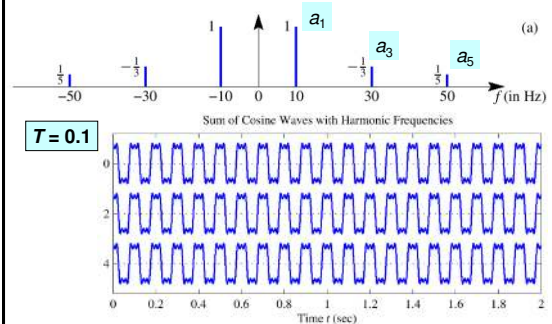 1 1 a1 (a)
1/5 −1/3 −1/3 a3 1/5 a5
−50 −30 −10 0 10 30 50 f (in Hz)
Sum of Cosine Waves with Harmonic Frequencies
T = 0.1
0
2
4
0 0.2 0.4 0.6 0.8 1 1.2 1.4 1.6 1.8 2
Time t (sec)